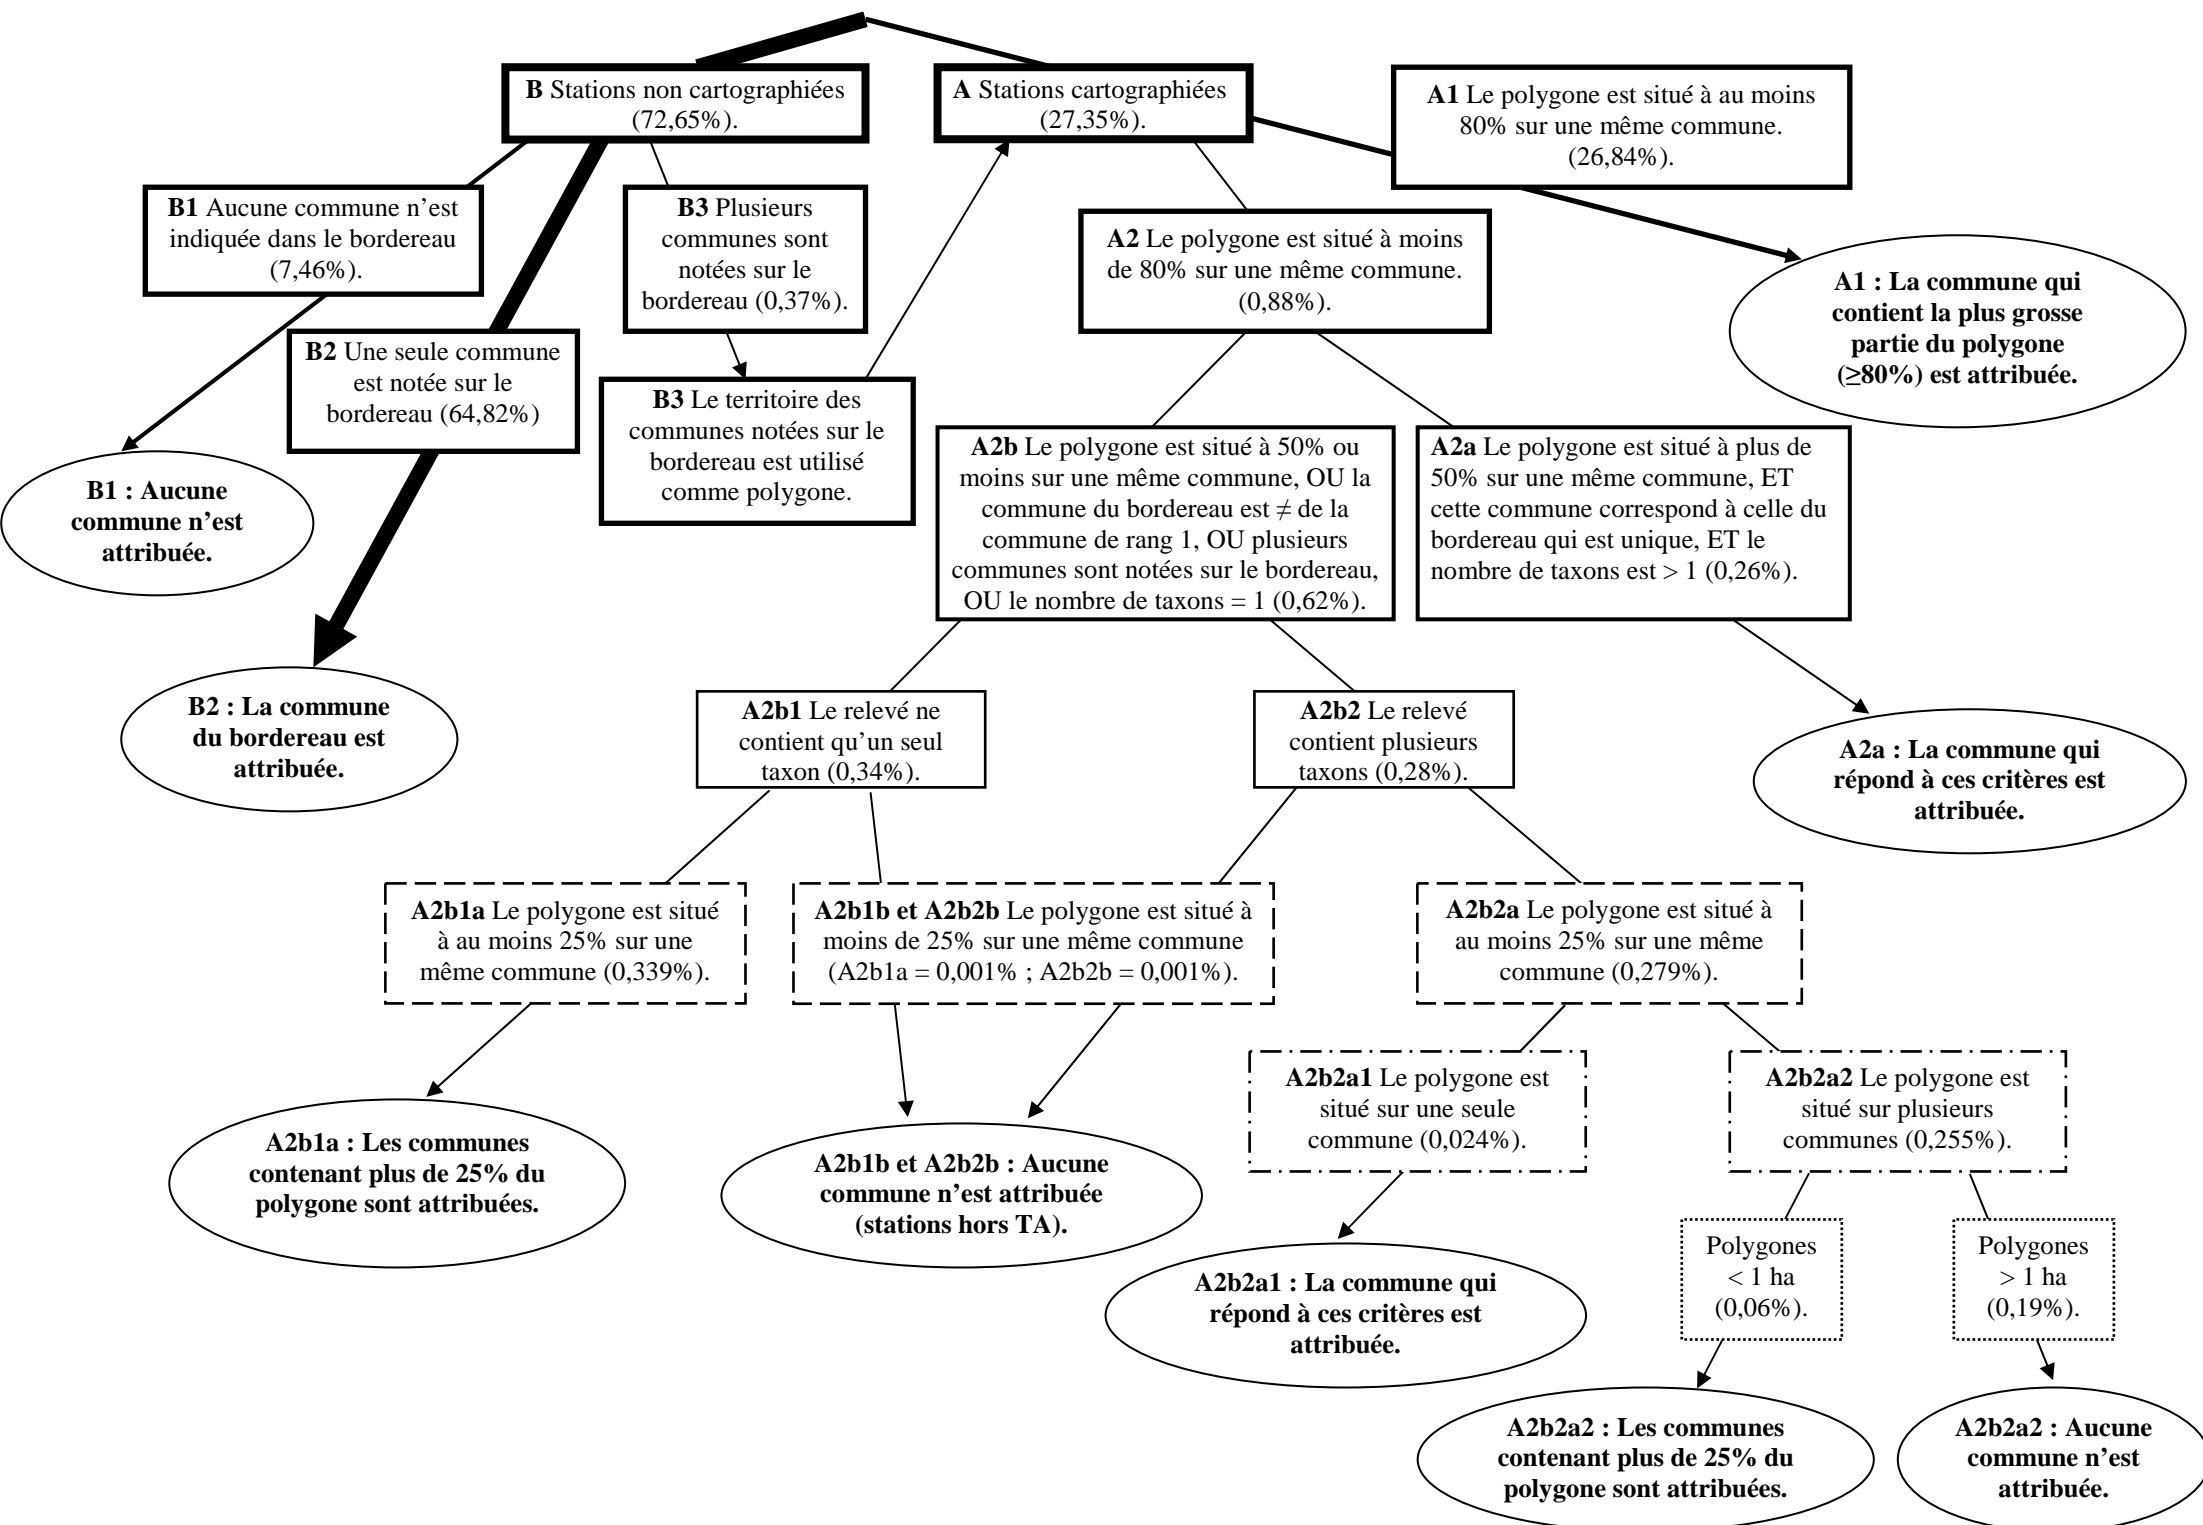 B Stations non cartographiées
(72,65%).
A Stations cartographiées
(27,35%).
A1 Le polygone est situé à au moins
80% sur une même commune.
(26,84%).
B1 Aucune commune n’est
indiquée dans le bordereau
(7,46%).
B3 Plusieurs
communes sont
notées sur le
bordereau (0,37%).
A2 Le polygone est situé à moins
de 80% sur une même commune.
(0,88%).
A1 : La commune qui
contient la plus grosse
partie du polygone
(≥80%) est attribuée.
B2 Une seule commune
est notée sur le
bordereau (64,82%)
B3 Le territoire des
communes notées sur le
bordereau est utilisé
comme polygone.
A2b Le polygone est situé à 50% ou
moins sur une même commune, OU la
commune du bordereau est ≠ de la
commune de rang 1, OU plusieurs
communes sont notées sur le bordereau,
OU le nombre de taxons = 1 (0,62%).
A2a Le polygone est situé à plus de
50% sur une même commune, ET
cette commune correspond à celle du
bordereau qui est unique, ET le
nombre de taxons est > 1 (0,26%).
B1 : Aucune
commune n’est
attribuée.
B2 : La commune
du bordereau est
attribuée.
A2b1 Le relevé ne
contient qu’un seul
taxon (0,34%).
A2b2 Le relevé
contient plusieurs
taxons (0,28%).
A2a : La commune qui
répond à ces critères est
attribuée.
A2b1a Le polygone est situé
à au moins 25% sur une
même commune (0,339%).
A2b1b et A2b2b Le polygone est situé à
moins de 25% sur une même commune
(A2b1a = 0,001% ; A2b2b = 0,001%).
A2b2a Le polygone est situé à
au moins 25% sur une même
commune (0,279%).
A2b2a1 Le polygone est
situé sur une seule
commune (0,024%).
A2b2a2 Le polygone est
situé sur plusieurs
communes (0,255%).
A2b1a : Les communes
contenant plus de 25% du
polygone sont attribuées.
A2b1b et A2b2b : Aucune
commune n’est attribuée
(stations hors TA).
A2b2a1 : La commune qui
répond à ces critères est
attribuée.
Polygones
< 1 ha
(0,06%).
Polygones
> 1 ha
(0,19%).
A2b2a2 : Les communes
contenant plus de 25% du
polygone sont attribuées.
A2b2a2 : Aucune
commune n’est
attribuée.